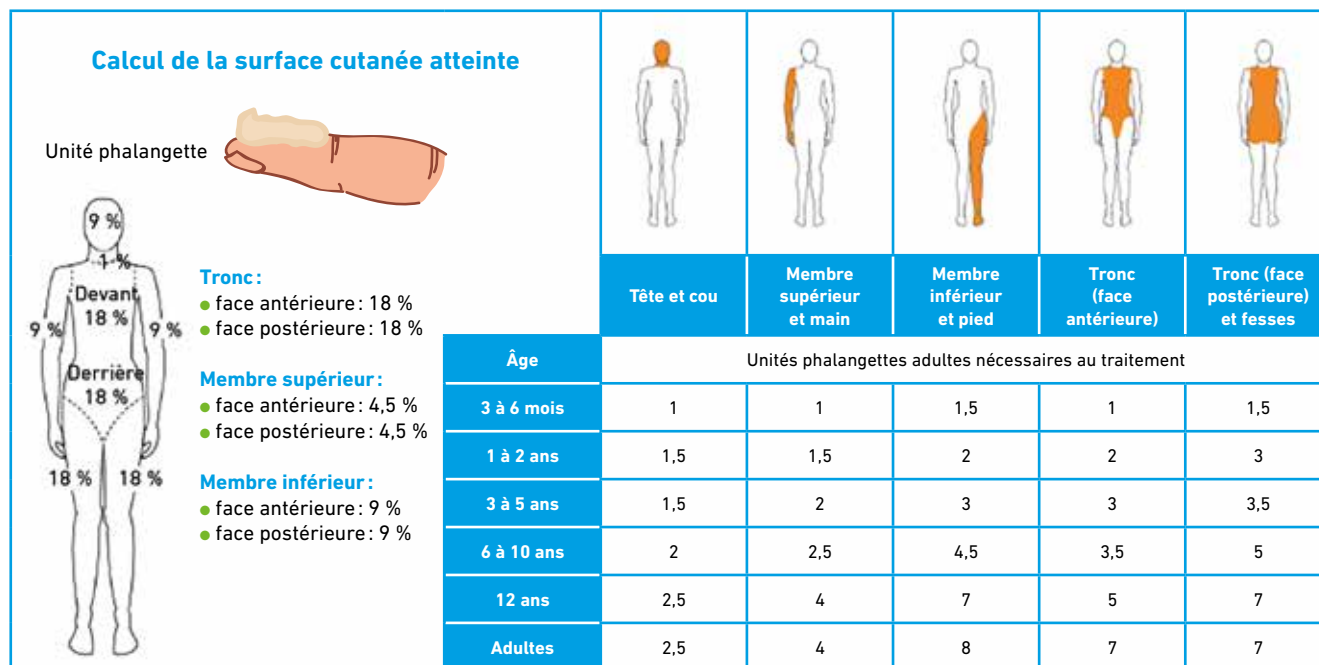 Calcul de la surface cutanée atteinte
Unité phalangette
9 %
1 %
Devant
18 %
9 %
9 %
Derrière
18 %
18 %
18 %
Tronc :
● face antérieure : 18 %
● face postérieure : 18 %
Membre supérieur :
● face antérieure : 4,5 %
● face postérieure : 4,5 %
Membre inférieur :
● face antérieure : 9 %
● face postérieure : 9 %
Tête et cou
Membre
supérieur
et main
Membre
inférieur
et pied
Tronc
(face
antérieure)
Tronc (face
postérieure)
et fesses
Âge Unités phalangettes adultes nécessaires au traitement
3 à 6 mois 1 1 1,5 1 1,5
1 à 2 ans 1,5 1,5 2 2 3
3 à 5 ans 1,5 2 3 3 3,5
6 à 10 ans 2 2,5 4,5 3,5 5
12 ans 2,5 4 7 5 7
Adultes 2,5 4 8 7 7